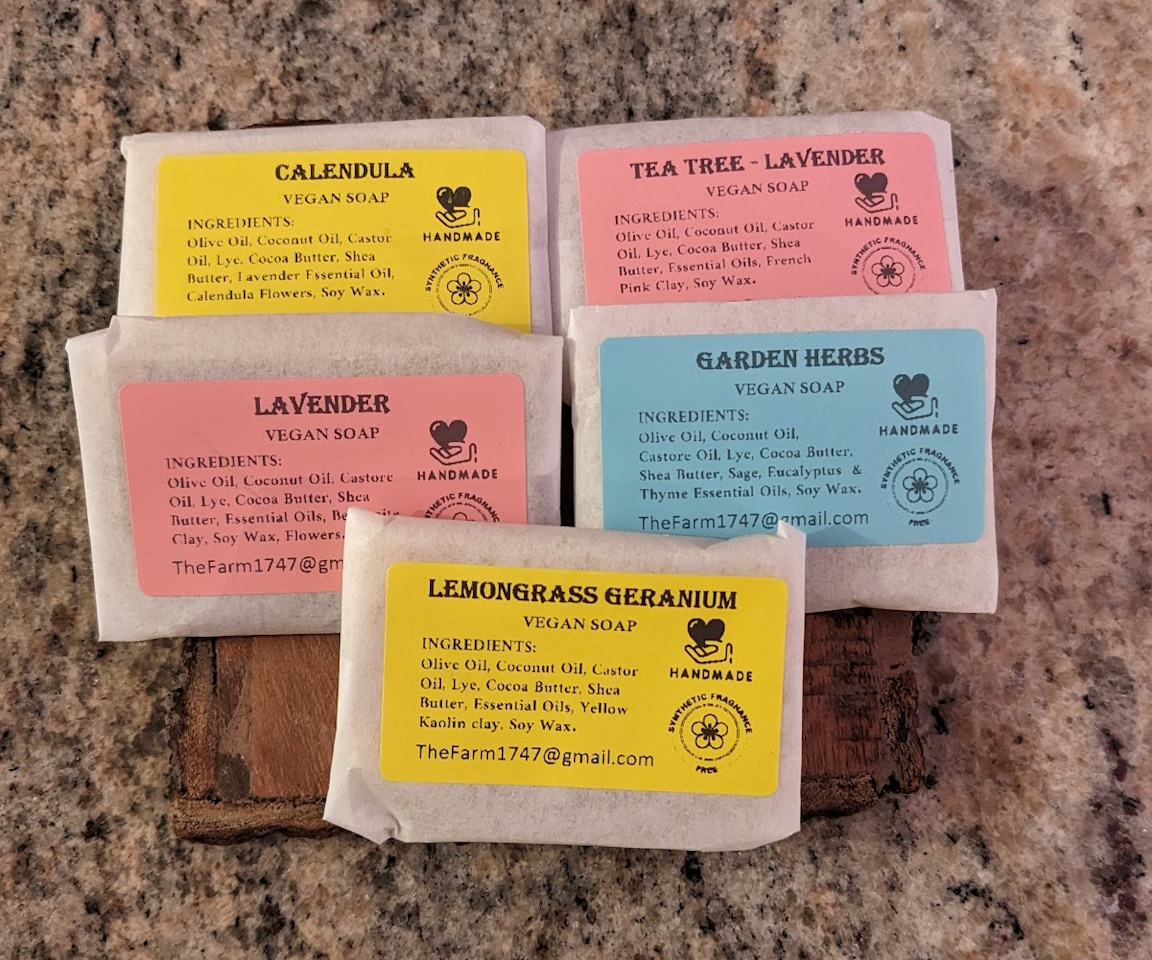 CALENDULA
VEGAN SOAP
INGREDIENTS:
Olive Oil, Coconut Oil, Castor
Oil, Lye, Cocoa Butter, Shea
Butter, Lavender Essential Oil,
Calendula Flowers, Soy Wax.
HANDMADE
SYNTHETIC FRAGRANCE
TEA TREE - LAVENDER
VEGAN SOAP
INGREDIENTS:
Olive Oil, Coconut Oil, Castor
Oil, Lye, Cocoa Butter, Shea
Butter, Essential Oils, French
Pink Clay, Soy Wax.
HANDMADE
SYNTHETIC FRAGRANCE
LAVENDER
VEGAN SOAP
INGREDIENTS:
Olive Oil, Coconut Oil, Castore
Oil, Lye, Cocoa Butter, Shea
Butter, Essential Oils,
Clay, Soy Wax, Flowers.
TheFarm1747@gm
HANDMADE
SYNTHETIC FRAGRANCE
GARDEN HERBS
VEGAN SOAP
INGREDIENTS:
Olive Oil, Coconut Oil,
Castore Oil, Lye, Cocoa Butter,
Shea Butter, Sage, Eucalyptus &
Thyme Essential Oils, Soy Wax.
TheFarm1747@gmail.com
HANDMADE
SYNTHETIC FRAGRANCE
FREE
LEMONGRASS GERANIUM
VEGAN SOAP
INGREDIENTS:
Olive Oil, Coconut Oil, Castor
Oil, Lye, Cocoa Butter, Shea
Butter, Essential Oils, Yellow
Kaolin clay, Soy Wax.
TheFarm1747@gmail.com
HANDMADE
SYNTHETIC FRAGRANCE
FREE